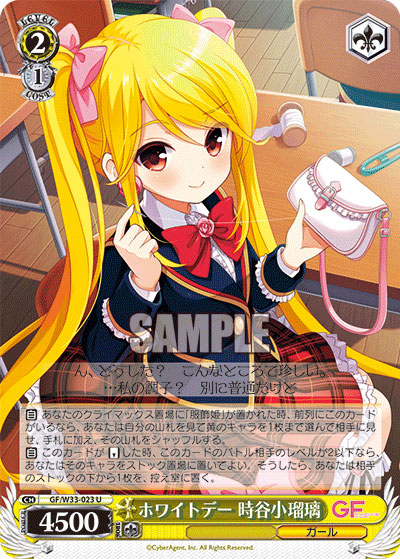 LEVEL
2
1
COST
SAMPLE
ん、どうした? こんなところで珍しい。
…私の調子? 別に普通だけど
【自】 あなたのクライマックス置場に「服飾姫」が置かれた時、前列にこのカードがいるなら、あなたは自分の山札を見て黄のキャラを1枚まで選んで相手に見せ、手札に加え、その山札をシャッフルする。
【自】 このカードが【リバース】した時、このカードのバトル相手のレベルが2以下なら、あなたはそのキャラをストック置場に置いてよい。そうしたら、あなたは相手のストックの下から1枚を、控え室に置く。
CH
GF/W33-023 U
ホワイトデー 時谷小瑠璃
GF
POWER
4500
SOUL
ガール
©CyberAgent, Inc. All Rights Reserved.